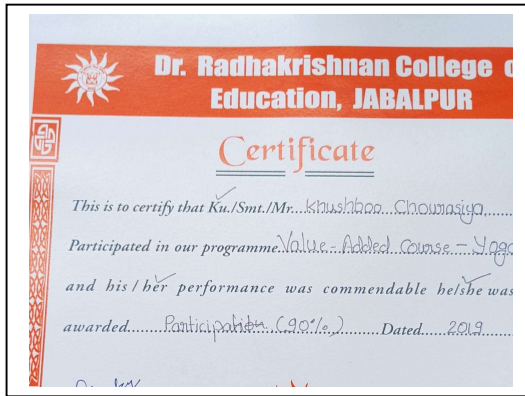 Dr. Radhakrishnan College o
Education, JABALPUR
Certificate
This is to certify that Ku./Smt./Mr....Khushboo Chourasiya......
Participated in our programme.Value-Added Course - Yoga
and his / her performance was commendable he/she was
awarded........Participation (90%.).......Dated....2019......